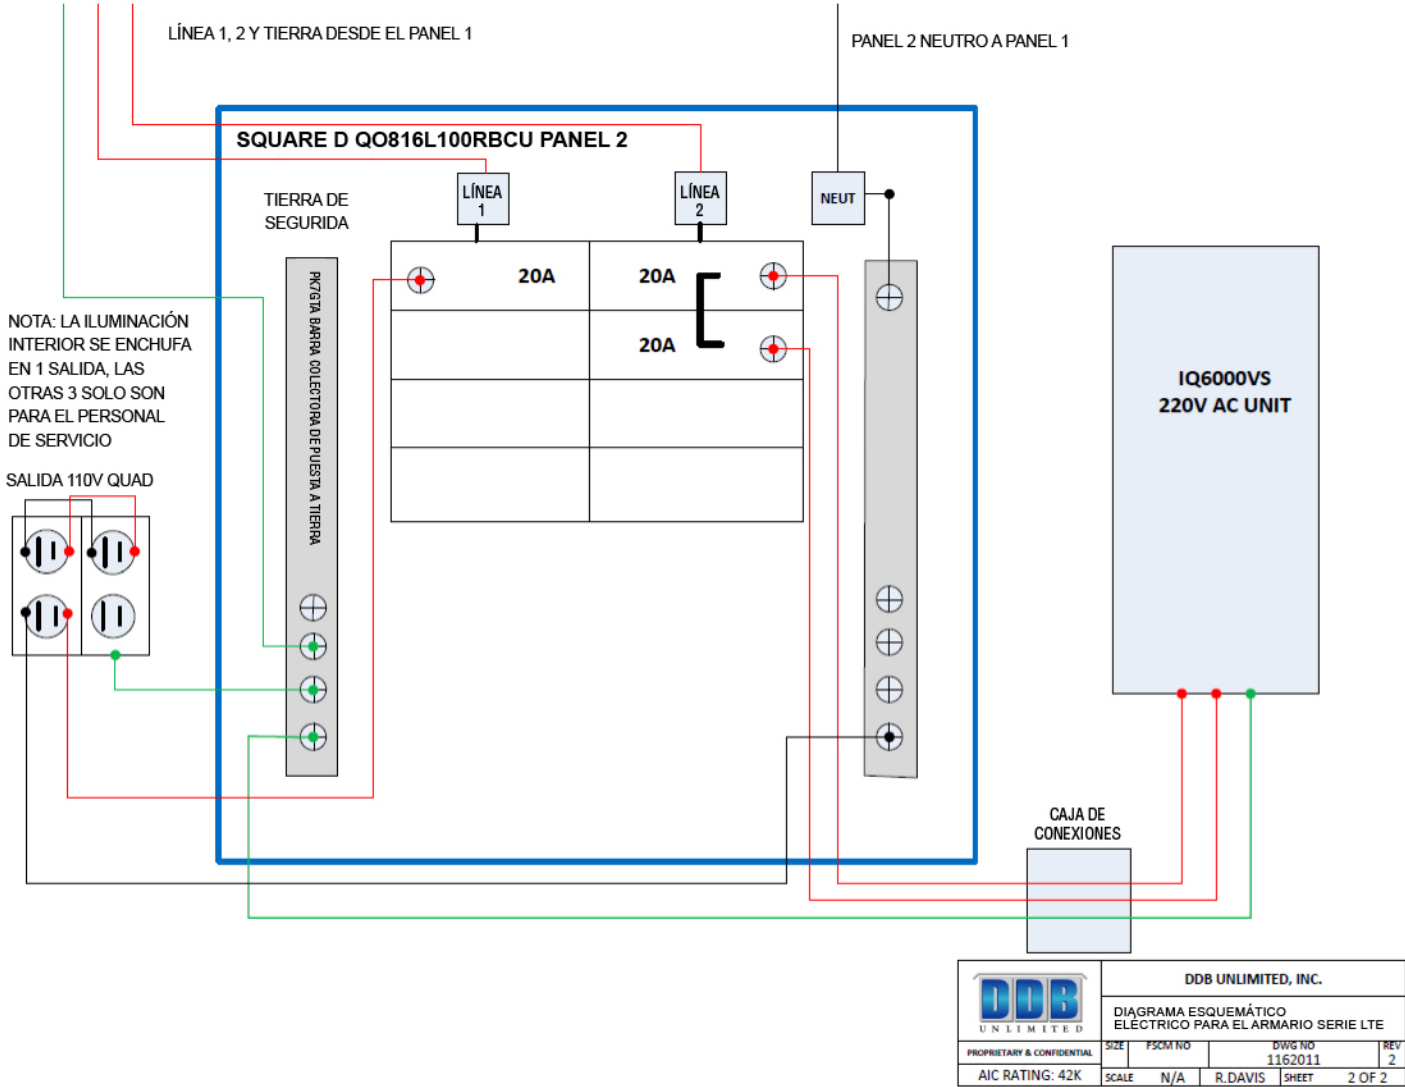 LÍNEA 1, 2 Y TIERRA DESDE EL PANEL 1
PANEL 2 NEUTRO A PANEL 1
SQUARE D QO816L100RBCU PANEL 2
TIERRA DE
SEGURIDA
LÍNEA
1
LÍNEA
2
NEUT
20A
20A
20A
PK7GTA BARRA COLECTORA DE PUESTA A TIERRA
NOTA: LA ILUMINACIÓN
INTERIOR SE ENCHUFA
EN 1 SALIDA, LAS
OTRAS 3 SOLO SON
PARA EL PERSONAL
DE SERVICIO
SALIDA 110V QUAD
IQ6000VS
220V AC UNIT
CAJA DE
CONEXIONES
DDB
UNLIMITED
PROPRIETARY & CONFIDENTIAL
AIC RATING: 42K
DDB UNLIMITED, INC.
DIAGRAMA ESQUEMÁTICO
ELÉCTRICO PARA EL ARMARIO SERIE LTE
SIZE FSCM NO DWG NO REV
1162011 2
SCALE N/A R.DAVIS SHEET 2 OF 2